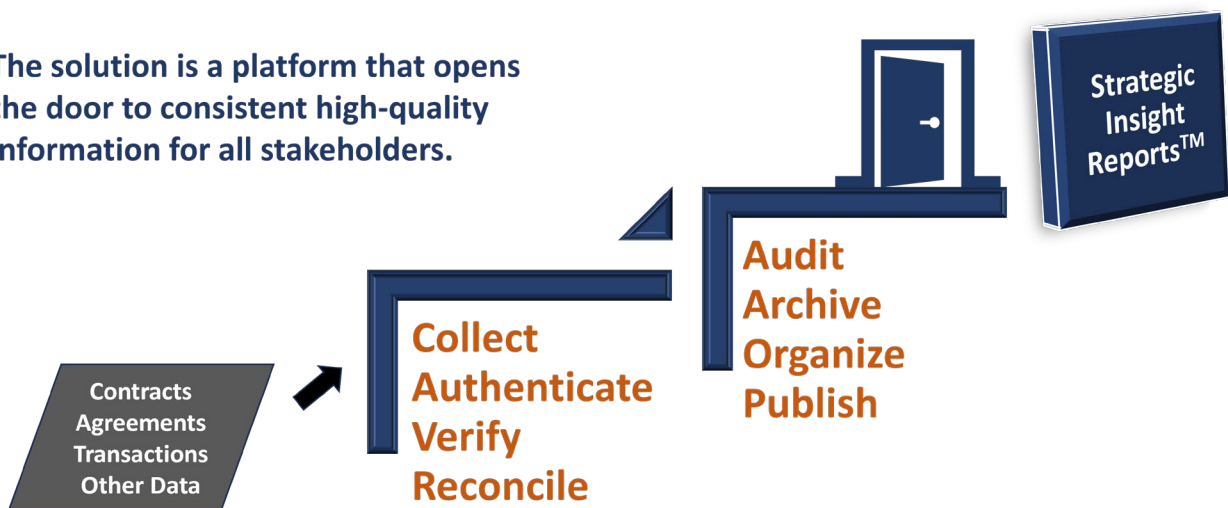 The solution is a platform that opens
the door to consistent high-quality
information for all stakeholders.
Strategic
Insight
Reports™
Audit
Archive
Organize
Publish
Collect
Authenticate
Verify
Reconcile
Contracts
Agreements
Transactions
Other Data